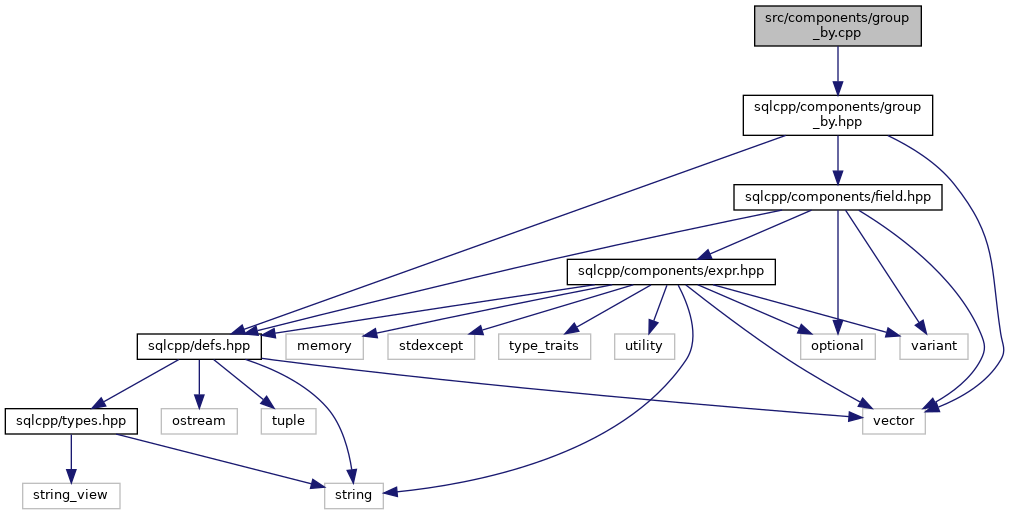 src/components/group
_by.cpp
sqlcpp/components/group
_by.hpp
sqlcpp/components/field.hpp
sqlcpp/components/expr.hpp
sqlcpp/defs.hpp
memory
stdexcept
type_traits
utility
optional
variant
sqlcpp/types.hpp
ostream
tuple
vector
string_view
string